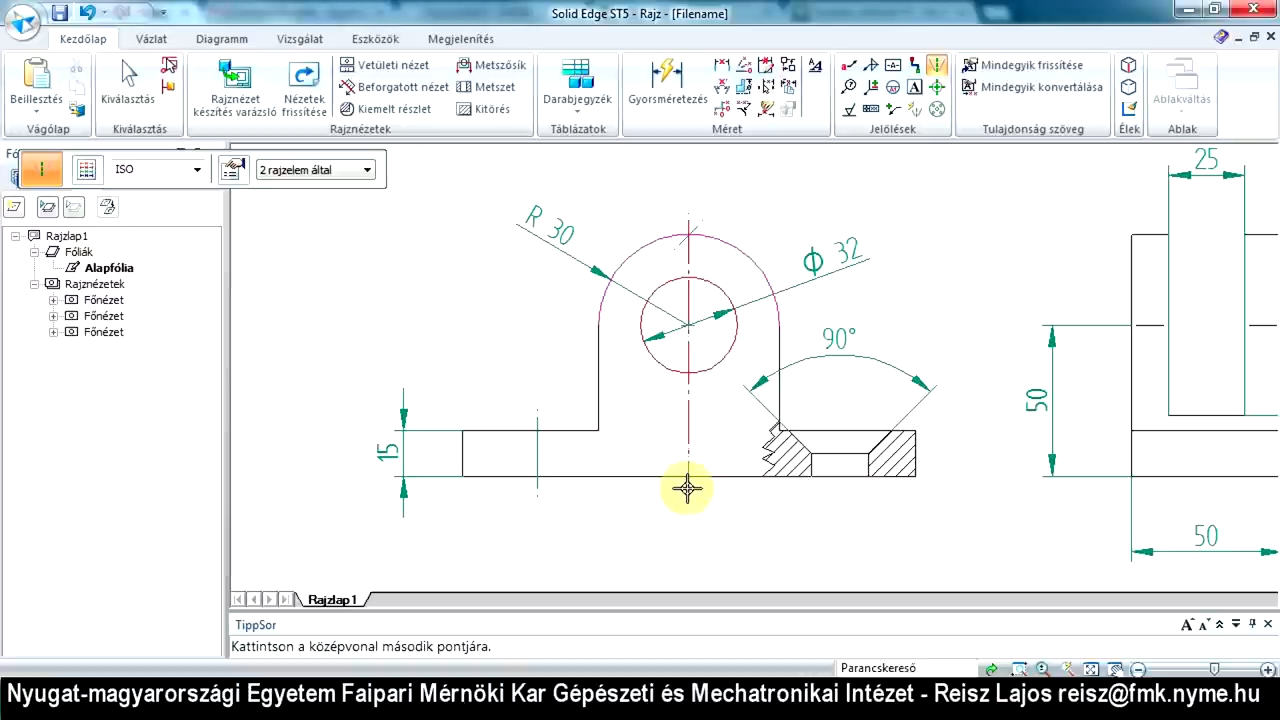 Solid Edge ST5 - Rajz - [Filename]
Kezdőlap Vázlat Diagramm Vizsgálat Eszközök Megjelenítés
Beillesztés
Vágólap
Kiválasztás
Kiválasztás
Rajznézet készítés varázsló
Nézetek frissítése
Vetületi nézet
Beforgatott nézet
Kiemelt részlet
Metszősík
Metszet
Kitörés
Rajznézetek
Darabjegyzék
Táblázatok
Gyorsméretezés
Méret
Jelölések
Mindegyik frissítése
Mindegyik konvertálása
Tulajdonság szöveg
Élek
Ablakváltás
Ablak
ISO
2 rajzelem által
Rajzlap1
Fóliák
Alapfólia
Rajznézetek
Főnézet
Főnézet
Főnézet
R 30
Φ 32
90°
15
25
50
50
Rajzlap1
TippSor
Kattintson a középvonal második pontjára.
Parancskereső
Nyugat-magyarországi Egyetem Faipari Mérnöki Kar Gépészeti és Mechatronikai Intézet - Reisz Lajos reisz@fmk.nyme.hu